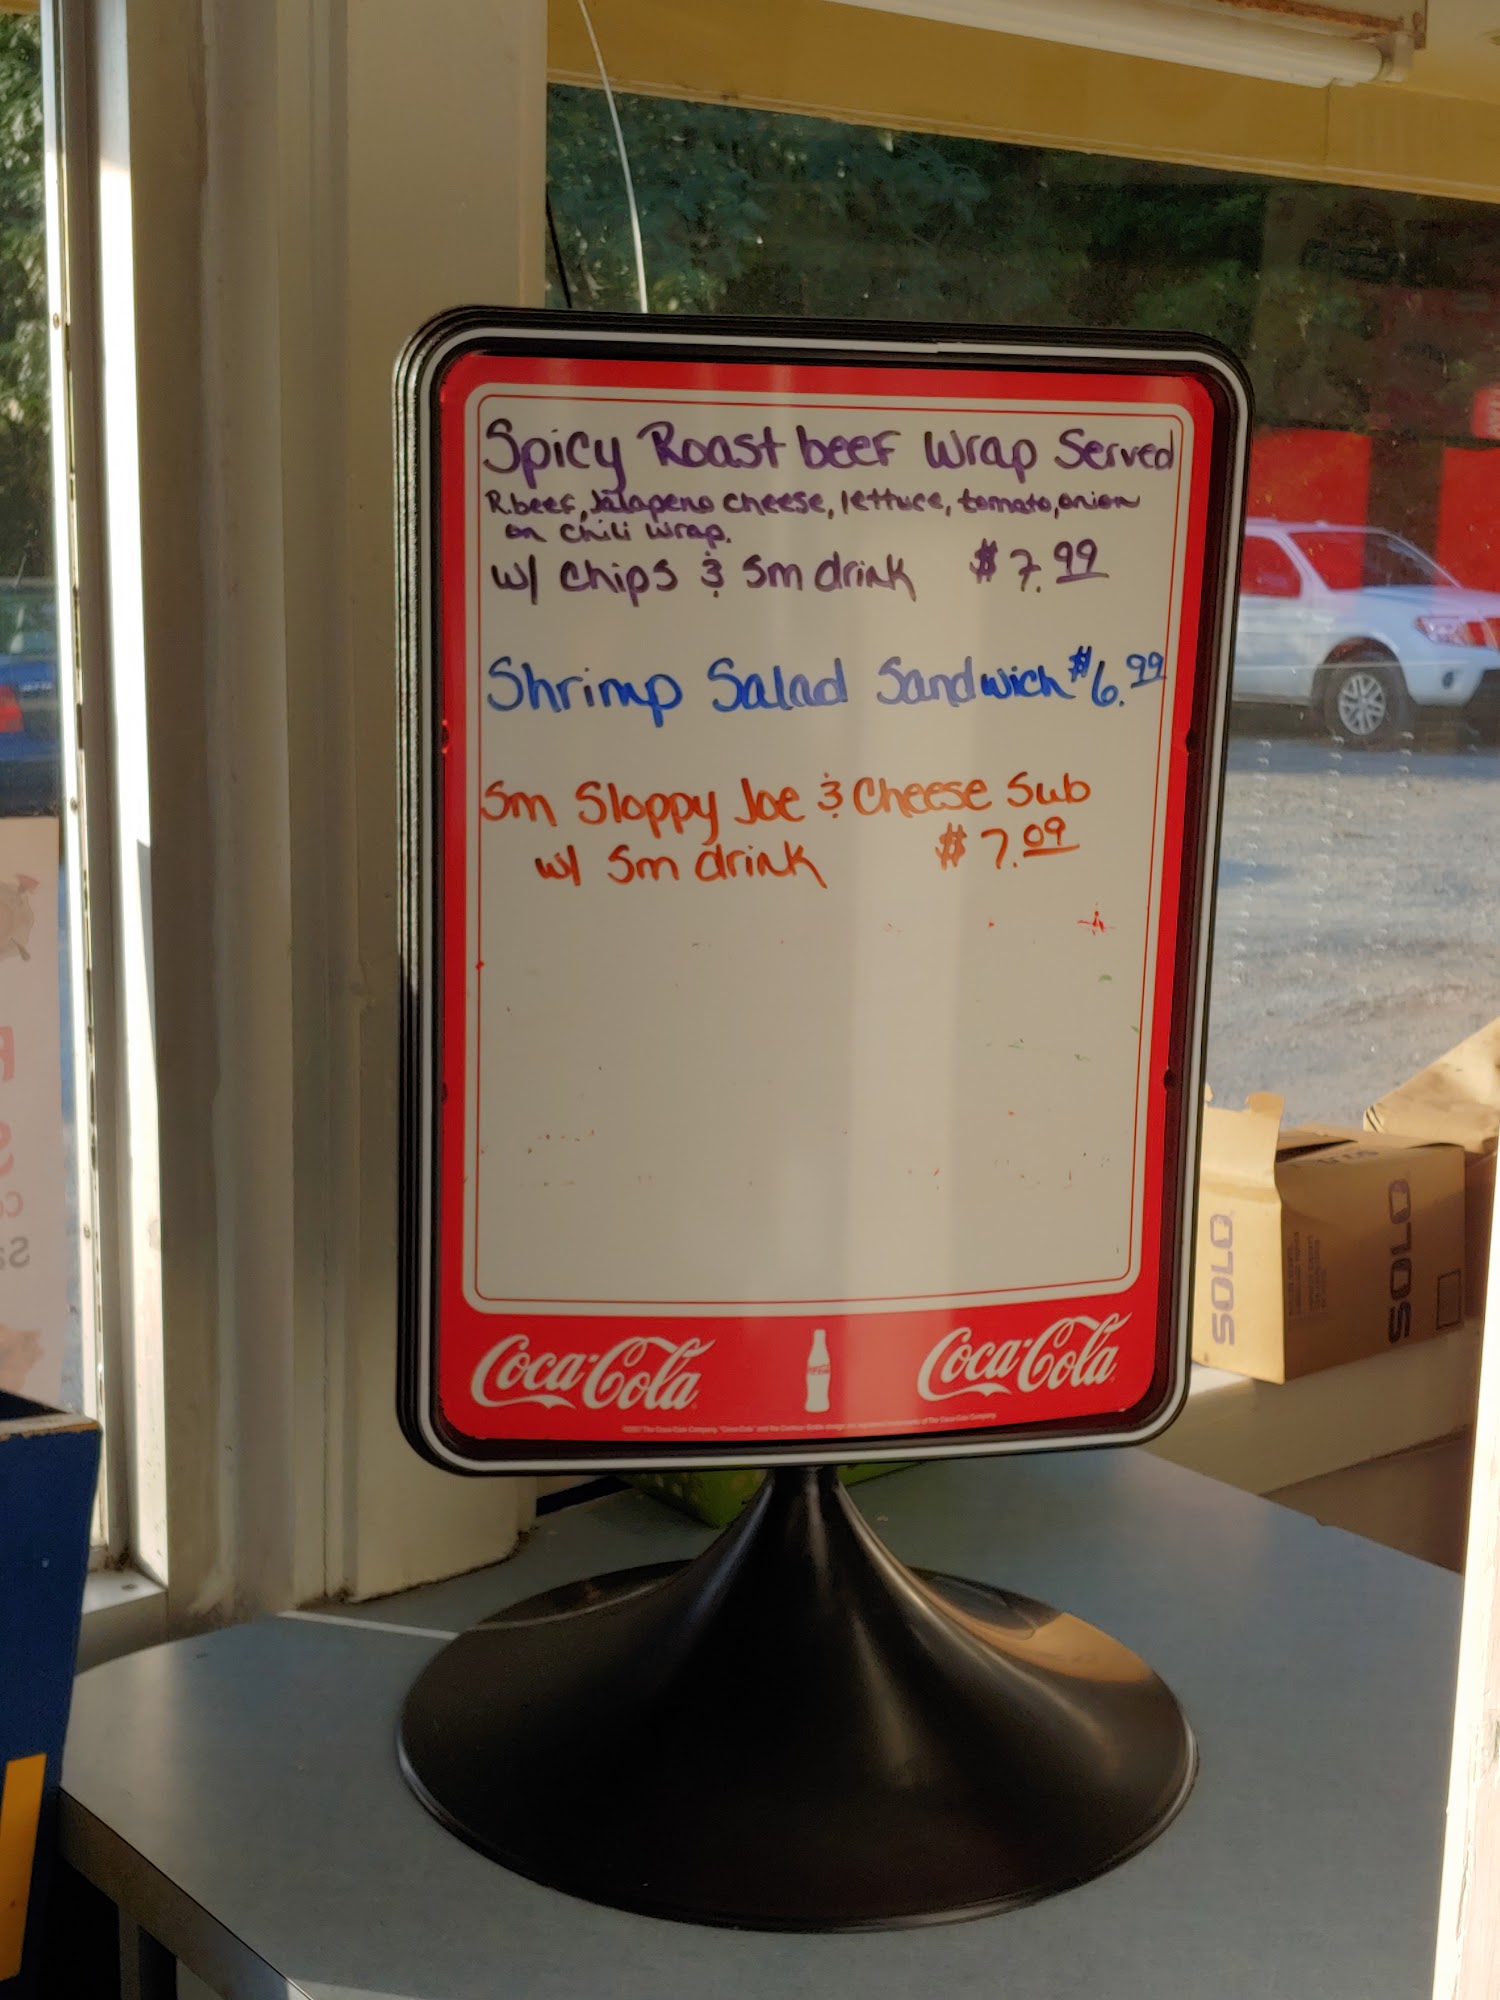 Spicy Roast beef Wrap Served
R.beef, Jalapeno cheese, lettuce, tomato, onion
on chili wrap.
w/ chips & sm drink $7.99
Shrimp Salad Sandwich $6.99
Sm Sloppy Joe & Cheese Sub
w/ Sm drink $7.09
Coca-Cola Coca-Cola
SOLO SOLO